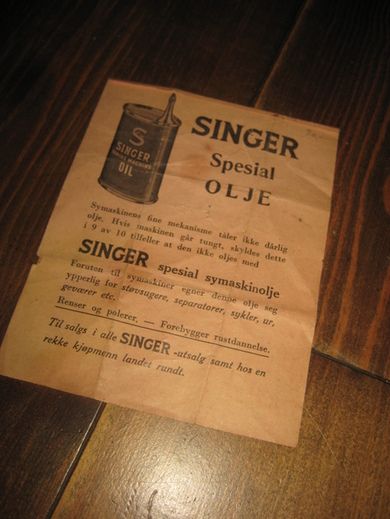 SINGER
Spesial
OLJE
S
SINGER
OIL
Symaskinens fine mekanisme tåler ikke dårlig
olje. Hvis maskinen går tungt, skyldes dette
i 9 av 10 tilfeller at den ikke oljes med
SINGER spesial symaskinolje
Foruten til symaskiner egner denne olje seg
ypperlig for støvsugere, separatorer, sykler, ur,
geværer etc.
Renser og polerer. — Forebygger rustdannelse.
Til salgs i alle SINGER-utsalg samt hos en
rekke kjøpmenn landet rundt.